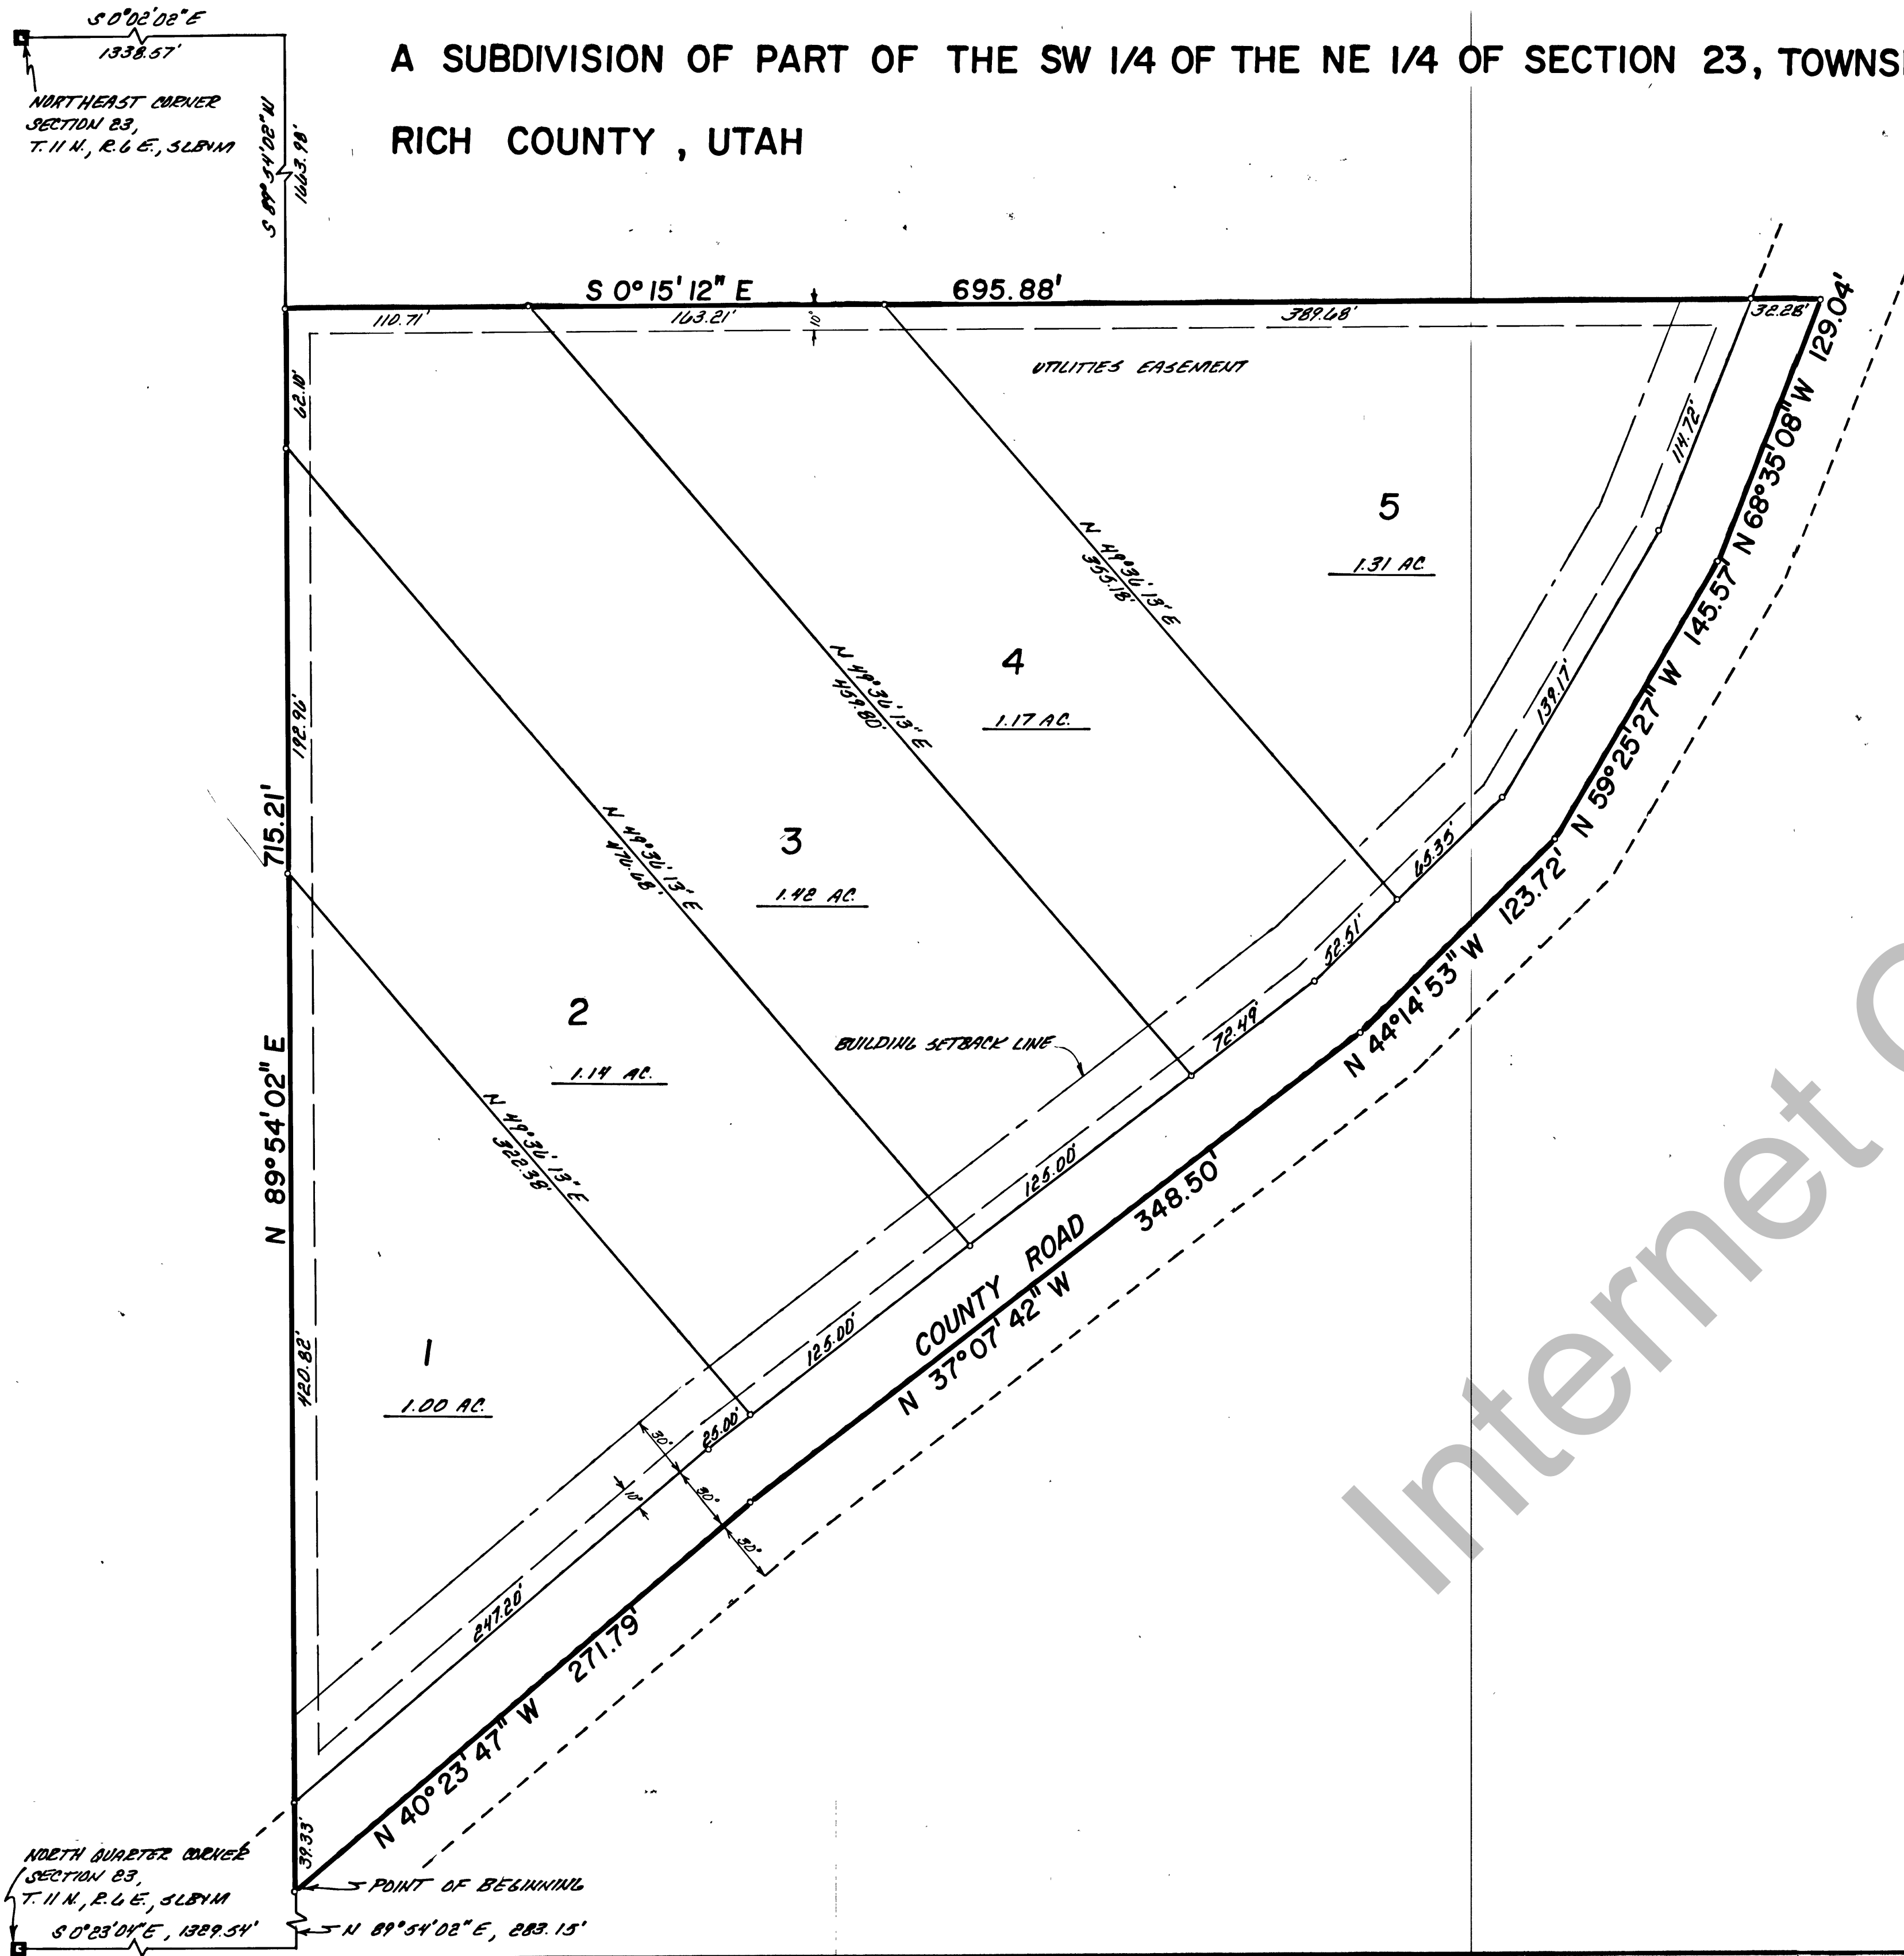 S 0°02'02" E
1338.57'
NORTHEAST CORNER
SECTION 23,
T. 11 N., R. 6 E., SLB&M
S 89°54'02" W
1663.98'
A SUBDIVISION OF PART OF THE SW 1/4 OF THE NE 1/4 OF SECTION 23, TOWNS
RICH COUNTY , UTAH
S 0° 15' 12" E 695.88'
110.71'
163.21'
10'
389.68'
32.28'
UTILITIES EASEMENT
62.10'
192.96'
420.82'
39.33'
N 89°54'02" E 715.21'
N 68°35'08" W 129.04'
114.72'
N 59°25'27" W 145.57'
139.17'
N 44°14'53" W 123.72'
65.35'
52.51'
72.49'
125.00'
125.00'
25.00'
247.20'
5
1.31 AC.
N 49°36'13" E
355.18'
4
1.17 AC.
N 49°36'13" E
459.80'
3
1.42 AC.
N 49°36'13" E
476.68'
2
1.14 AC.
N 49°36'13" E
322.38'
1
1.00 AC.
BUILDING SETBACK LINE
COUNTY ROAD
N 37°07'42" W 348.50'
30'
10'
30'
30'
N 40°23'47" W 271.79'
NORTH QUARTER CORNER
SECTION 23,
T. 11 N., R. 6 E., SLB&M
S 0°23'04" E, 1329.54'
POINT OF BEGINNING
N 89°54'02" E, 283.15'
Internet